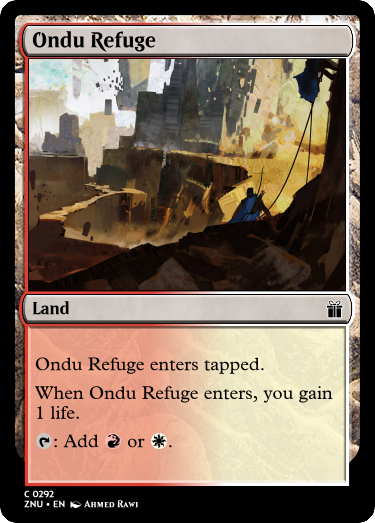 Ondu Refuge
Land
Ondu Refuge enters tapped.
When Ondu Refuge enters, you gain
1 life.
: Add or .
C 0292
ZNU • EN Ahmed Rawi